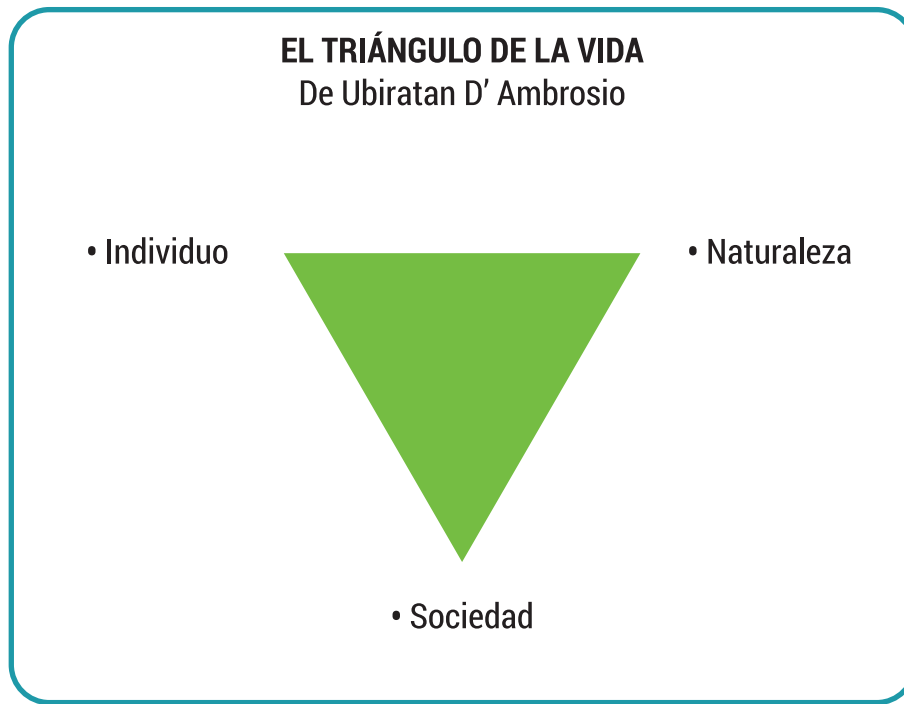 EL TRIÁNGULO DE LA VIDA
De Ubiratan D’ Ambrosio
• Individuo
• Naturaleza
• Sociedad